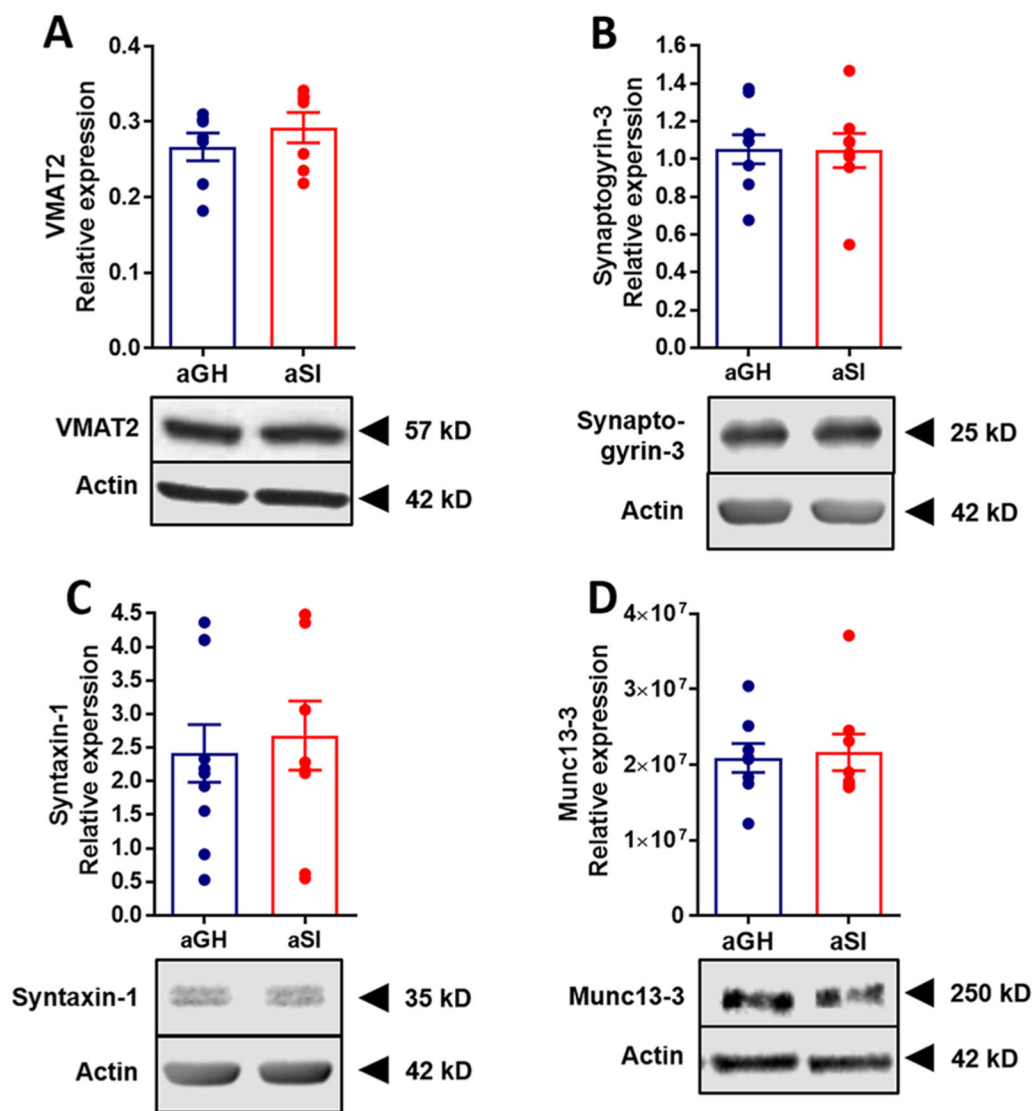 A
VMAT2
Relative experssion
0.4
0.3
0.2
0.1
0.0
aGH aSI
VMAT2
57 kD
Actin
42 kD
B
Synaptogyrin-3
Relative experssion
1.6
1.4
1.2
1.0
0.8
0.6
0.4
0.2
0.0
aGH aSI
Synapto-
gyrin-3
25 kD
Actin
42 kD
C
Syntaxin-1
Relative experssion
4.5
4.0
3.5
3.0
2.5
2.0
1.5
1.0
0.5
0.0
aGH aSI
Syntaxin-1
35 kD
Actin
42 kD
D
Munc13-3
Relative expression
4×10⁷
3×10⁷
2×10⁷
1×10⁷
0
aGH aSI
Munc13-3
250 kD
Actin
42 kD